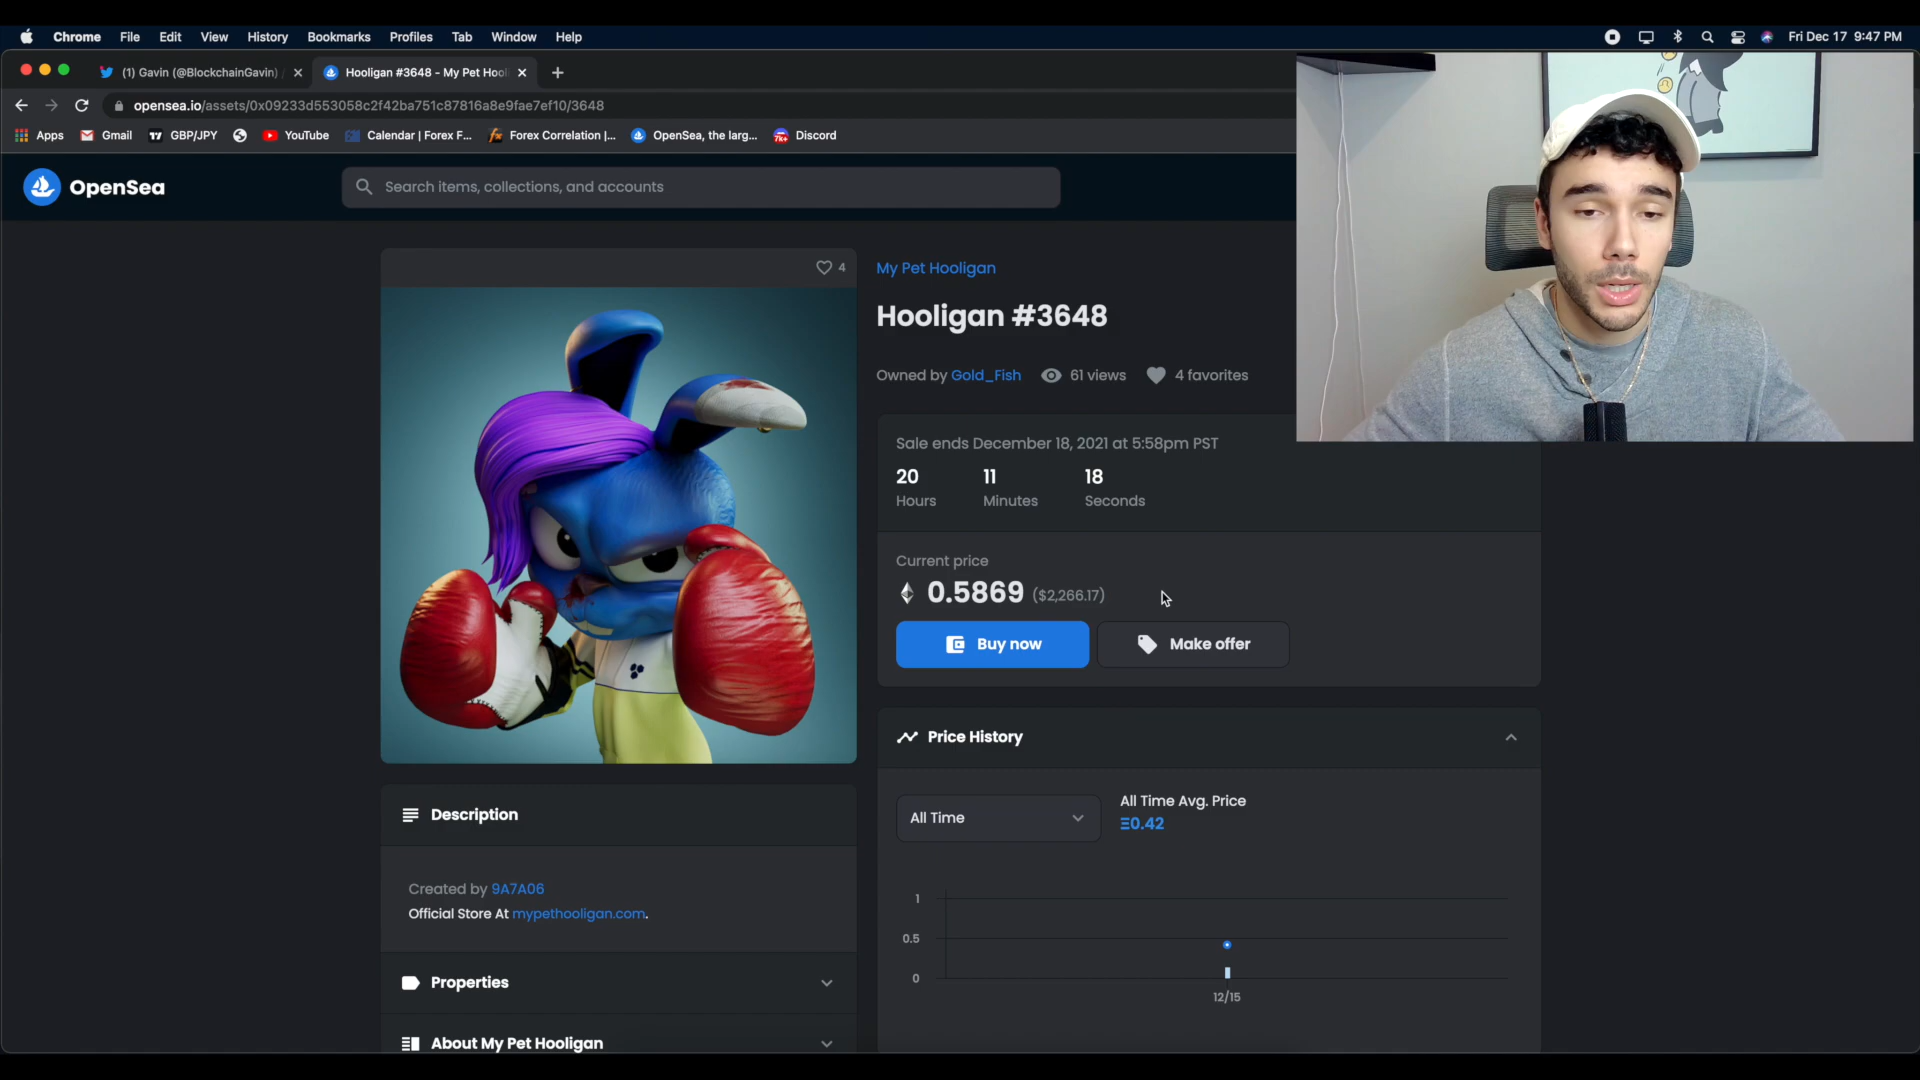 Chrome File Edit View History Bookmarks Profiles Tab Window Help Fri Dec 17 9:47 PM
(1) Gavin (@BlockchainGavin) Hooligan #3648 - My Pet Hool
opensea.io/assets/0x09233d553058c2f42ba751c87816a8e9fae7ef10/3648
Apps Gmail GBP/JPY YouTube Calendar | Forex F... Forex Correlation |... OpenSea, the larg... Discord
OpenSea Search items, collections, and accounts
4
My Pet Hooligan
Hooligan #3648
Owned by Gold_Fish 61 views 4 favorites
Sale ends December 18, 2021 at 5:58pm PST
20 11 18
Hours Minutes Seconds
Current price
0.5869 ($2,266.17)
Buy now Make offer
Price History
All Time
All Time Avg. Price
Ξ0.42
1
0.5
0
12/15
Description
Created by 9A7A06
Official Store At mypethooligan.com.
Properties
About My Pet Hooligan